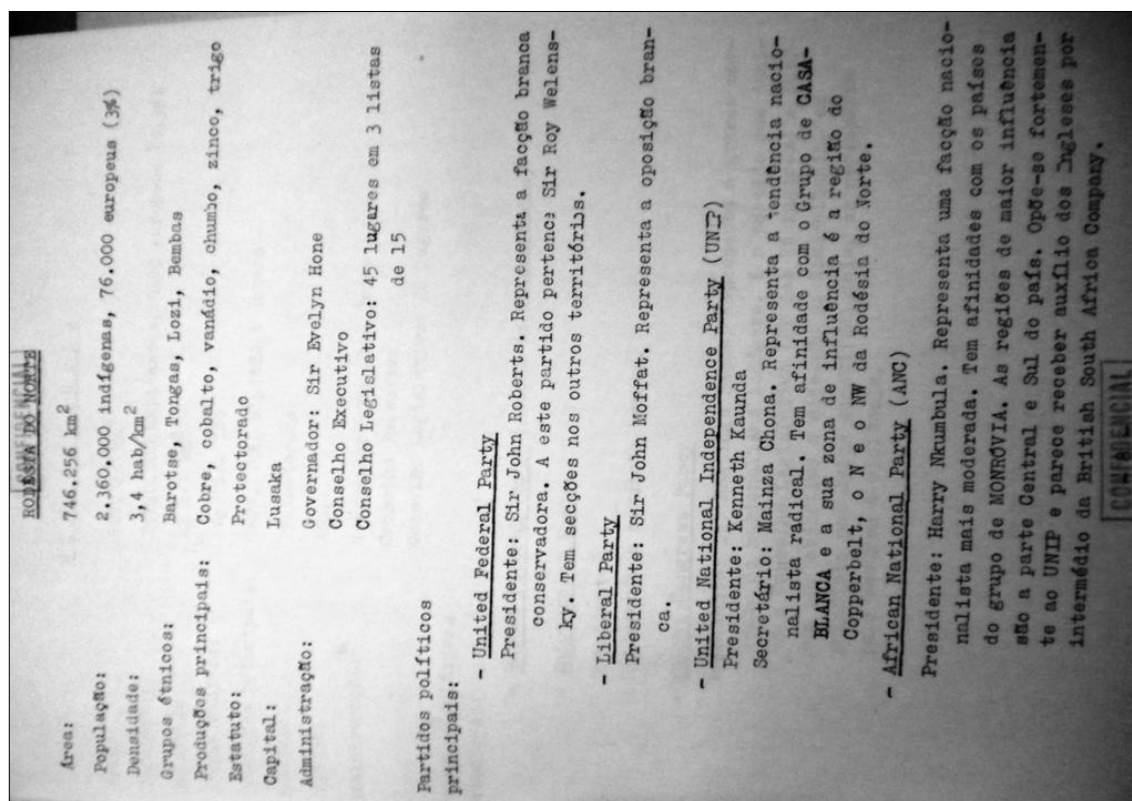 CONFIDENCIAL
RODESIA DO NORTE
Área: 746.256 km2
População: 2.360.000 indígenas, 76.000 europeus (3%)
Densidade: 3,4 hab/km2
Grupos étnicos: Barotse, Tongas, Lozi, Bembas
Produções principais: Cobre, cobalto, vanádio, chumbo, zinco, trigo
Estatuto: Protectorado
Capital: Lusaka
Administração: Governador: Sir Evelyn Hone
Conselho Executivo
Conselho Legislativo: 45 lugares em 3 listas
de 15
Partidos políticos
principais:
- United Federal Party
Presidente: Sir John Roberts. Representa a facção branca
conservadora. A este partido pertence Sir Roy Welens-
ky. Tem secções nos outros territórios.
- Liberal Party
Presidente: Sir John Moffat. Representa a oposição bran-
ca.
- United National Independence Party (UNIP)
Presidente: Kenneth Kaunda
Secretário: Mainza Chona. Representa a tendência nacio-
nalista radical. Tem afinidade com o Grupo de CASA-
BLANCA e a sua zona de influência é a região do
Copperbelt, o N e o NW da Rodésia do Norte.
- African National Party (ANC)
Presidente: Harry Nkumbula. Representa uma facção nacio-
nalista mais moderada. Tem afinidades com os países
do grupo de MONRÓVIA. As regiões de maior influência
são a parte Central e Sul do país. Opõe-se fortemen-
te ao UNIP e parece receber auxílio dos Ingleses por
intermédio da British South Africa Company.
CONFIDENCIAL